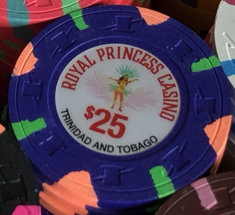 ROYAL PRINCESS CASINO
$25
TRINIDAD AND TOBAGO